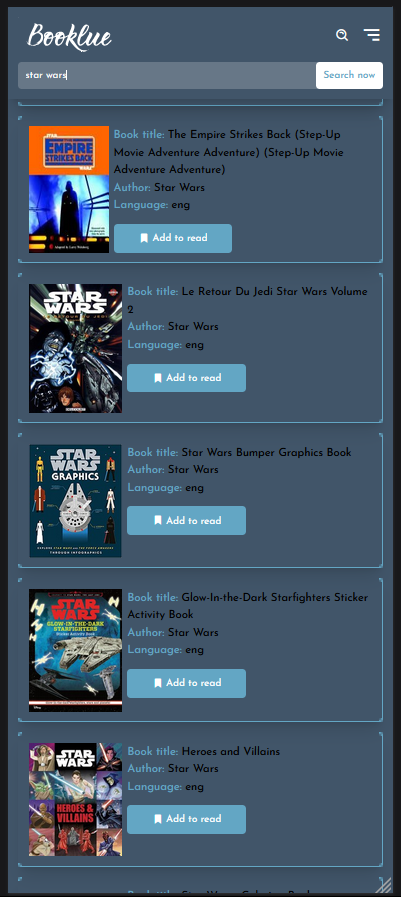 Booklue
star wars
Search now
STAR WARS
THE EMPIRE STRIKES BACK
Book title: The Empire Strikes Back (Step-Up
Movie Adventure Adventure) (Step-Up Movie
Adventure Adventure)
Author: Star Wars
Language: eng
Add to read
STAR WARS
Book title: Le Retour Du Jedi Star Wars Volume
2
Author: Star Wars
Language: eng
Add to read
STAR WARS
GRAPHICS
THROUGH INFOGRAPHICS
Book title: Star Wars Bumper Graphics Book
Author: Star Wars
Language: eng
Add to read
STAR WARS
GLOW-IN-THE-DARK
STARFIGHTERS
Sticker Activity Book
Book title: Glow-In-the-Dark Starfighters Sticker
Activity Book
Author: Star Wars
Language: eng
Add to read
STAR WARS
HEROES &
VILLAINS
Book title: Heroes and Villains
Author: Star Wars
Language: eng
Add to read